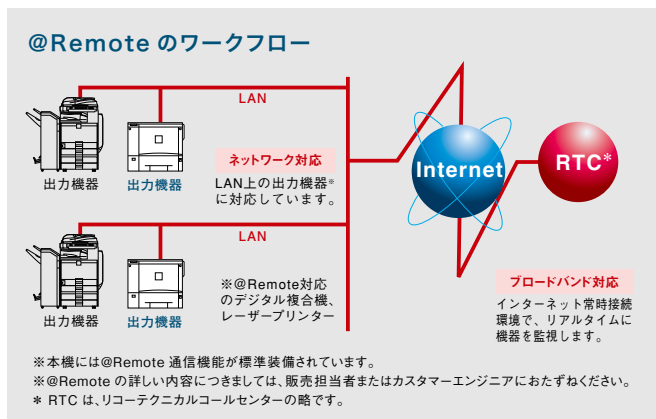 @Remote のワークフロー
LAN
出力機器
出力機器
ネットワーク対応
LAN上の出力機器※
に対応しています。
LAN
出力機器
出力機器
※@Remote対応
のデジタル複合機、
レーザープリンター
Internet
RTC*
ブロードバンド対応
インターネット常時接続
環境で、リアルタイムに
機器を監視します。
※本機には@Remote 通信機能が標準装備されています。
※@Remote の詳しい内容につきましては、販売担当者またはカスタマーエンジニアにおたずねください。
* RTC は、リコーテクニカルコールセンターの略です。